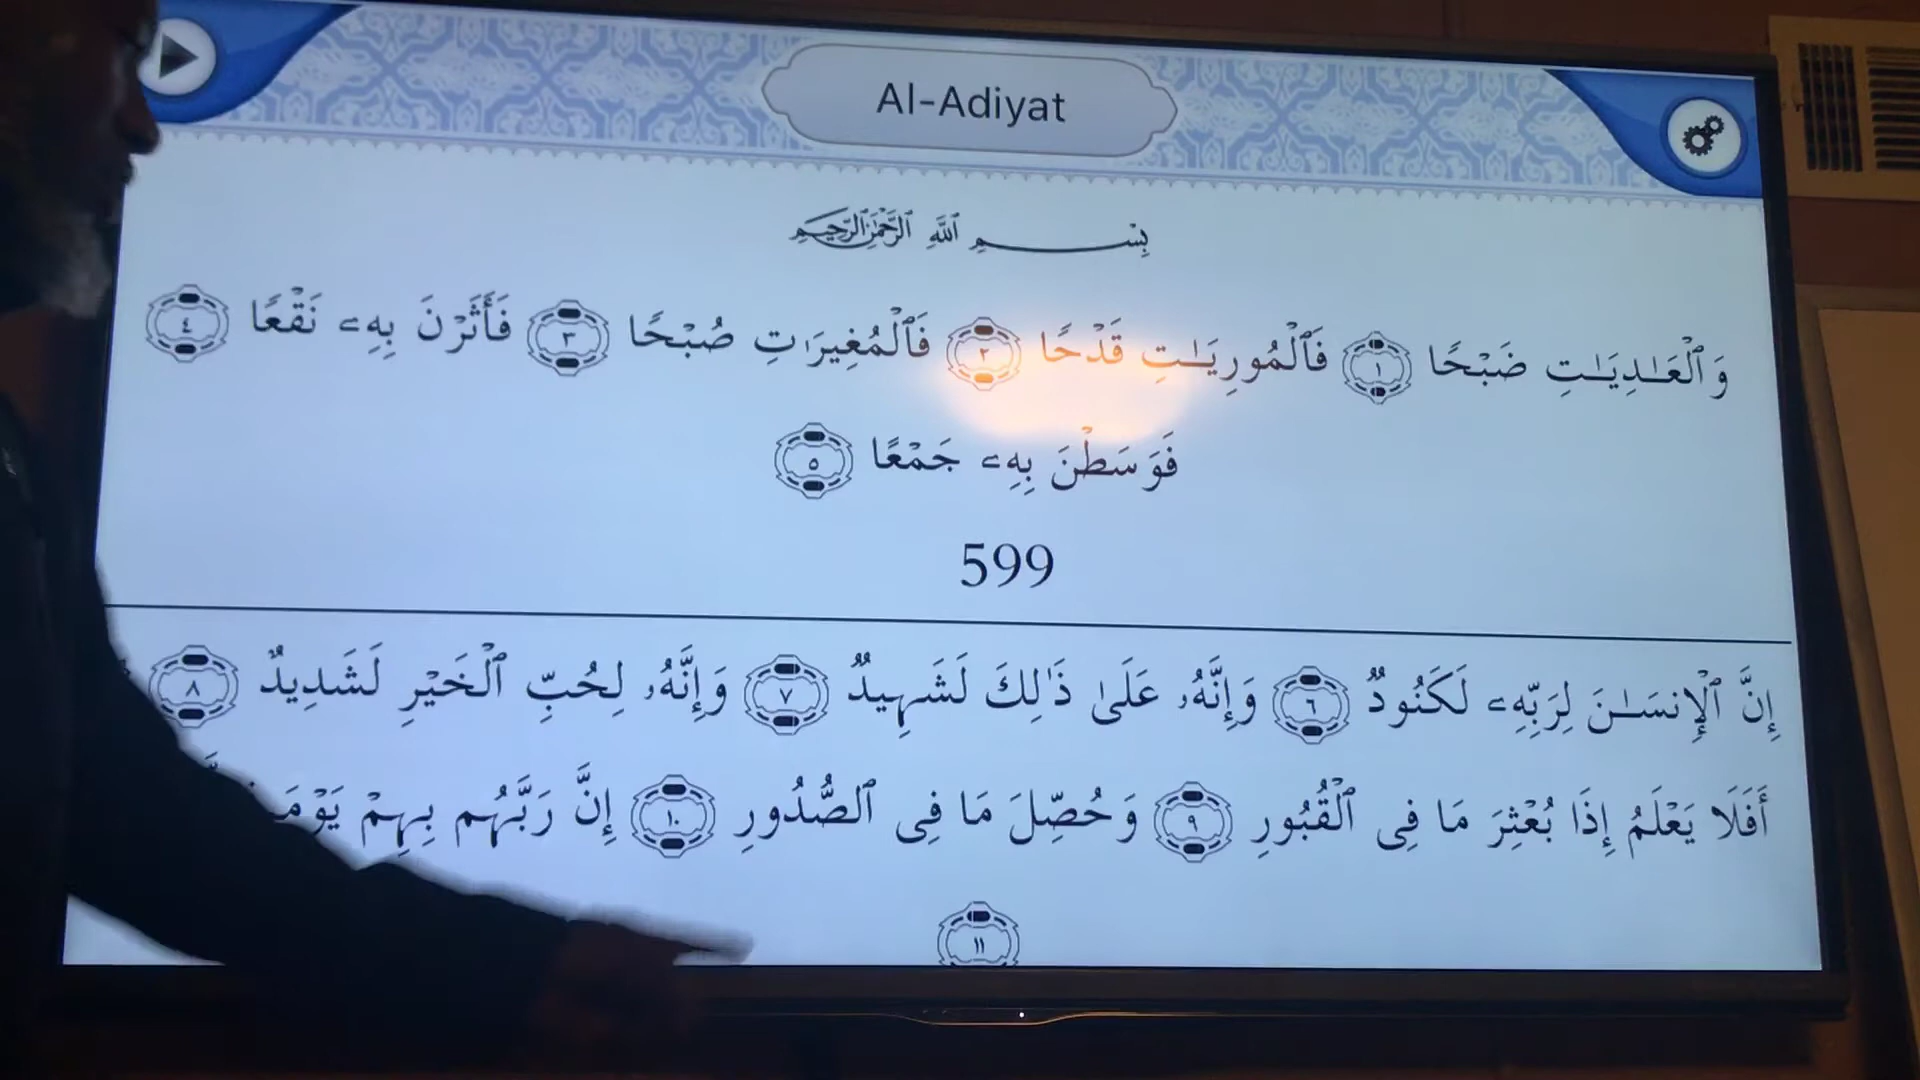 Al-Adiyat
بِسْمِ ٱللَّهِ ٱلرَّحْمَٰنِ ٱلرَّحِيمِ
وَٱلْعَـٰدِيَـٰتِ ضَبْحًا ١ فَٱلْمُورِيَـٰتِ قَدْحًا ٢ فَٱلْمُغِيرَٰتِ صُبْحًا ٣ فَأَثَرْنَ بِهِۦ نَقْعًا ٤
فَوَسَطْنَ بِهِۦ جَمْعًا ٥
599
إِنَّ ٱلْإِنسَـٰنَ لِرَبِّهِۦ لَكَنُودٌ ٦ وَإِنَّهُۥ عَلَىٰ ذَٰلِكَ لَشَهِيدٌ ٧ وَإِنَّهُۥ لِحُبِّ ٱلْخَيْرِ لَشَدِيدٌ ٨
أَفَلَا يَعْلَمُ إِذَا بُعْثِرَ مَا فِى ٱلْقُبُورِ ٩ وَحُصِّلَ مَا فِى ٱلصُّدُورِ ١٠ إِنَّ رَبَّهُم بِهِمْ
١١